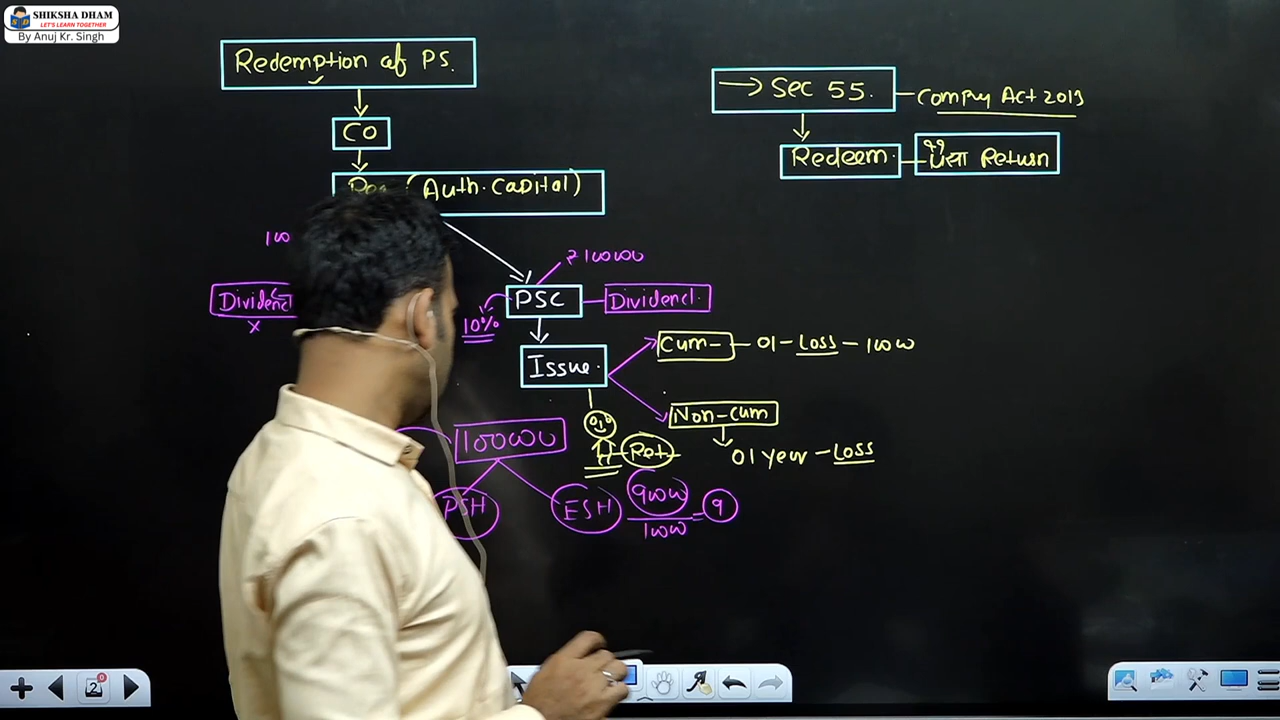 SHIKSHA DHAM
LET'S LEARN TOGETHER
By Anuj Kr. Singh
Redemption of PS.
Co
(Auth. Capital)
→ Sec 55. — Compny Act 2013
Redeem. — पैसा Return
₹100000
Dividend
x
10%
PSC — Dividend.
Issue.
Cum- — 01 - Loss - 1000
Non-Cum
01 year - Loss
100000
PSH
ESH
9000
1000
= 9
2